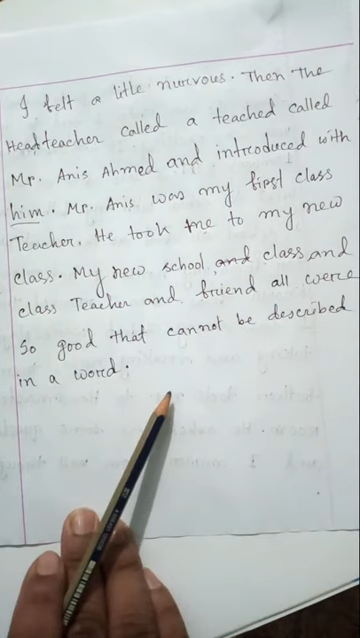 I felt a litle nurvous. Then the
Headteacher called a teached called
Mr. Anis Ahmed and introduced with
him. Mr. Anis was my first class
Teacher. He took me to my new
class. My new school and class and
class Teacher and friend all were
so good that cannot be described
in a word.